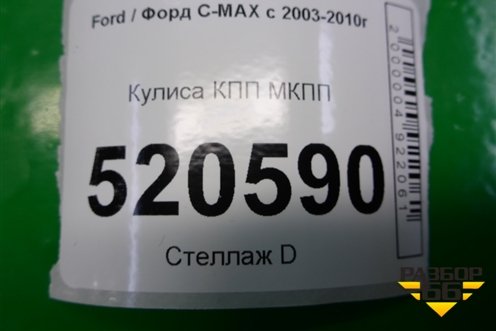 Ford / Форд C-MAX с 2003-2010г
Кулиса КПП МКПП
520590
Стеллаж D
2000004922061
РАЗБОР
66